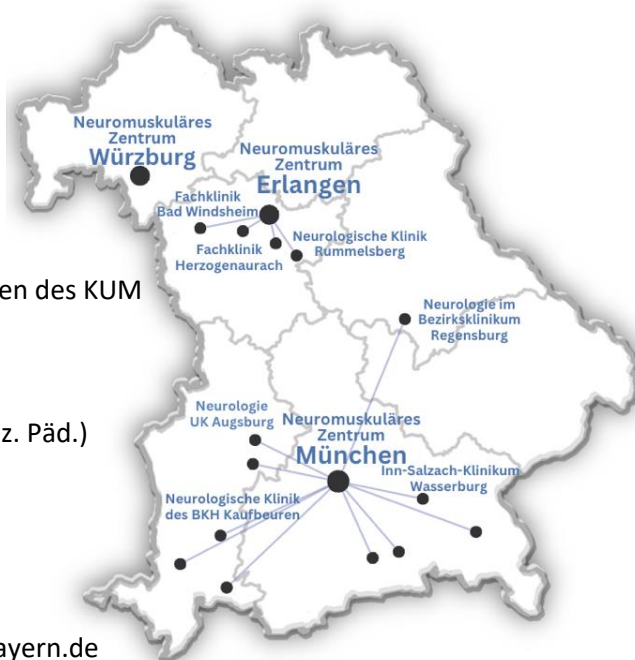 Neuromuskuläres
Zentrum
Würzburg
Neuromuskuläres
Zentrum
Erlangen
Fachklinik
Bad Windsheim
Fachklinik
Herzogenaurach
Neurologische Klinik
Rummelsberg
en des KUM
Neurologie im
Bezirksklinikum
Regensburg
z. Päd.)
Neurologie
UK Augsburg
Neuromuskuläres
Zentrum
München
Inn-Salzach-Klinikum
Wasserburg
Neurologische Klinik
des BKH Kaufbeuren
ayern.de